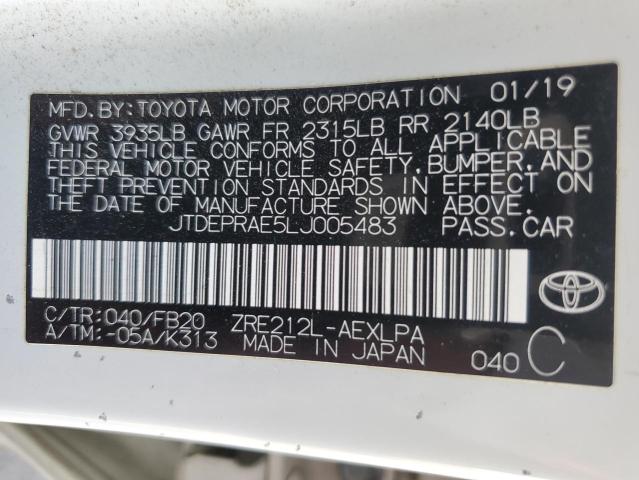 MFD.BY:TOYOTA MOTOR CORPORATION 01/19
GVWR 3935LB GAWR FR 2315LB RR 2140LB
THIS VEHICLE CONFORMS TO ALL APPLICABLE
FEDERAL MOTOR VEHICLE SAFETY,BUMPER,AND
THEFT PREVENTION STANDARDS IN EFFECT ON
THE DATE OF MANUFACTURE SHOWN ABOVE.
JTDEPRAE5LJ005483 PASS.CAR
C/TR:040/FB20 ZRE212L-AEXLPA
A/TM:-05A/K313 MADE IN JAPAN 040 C